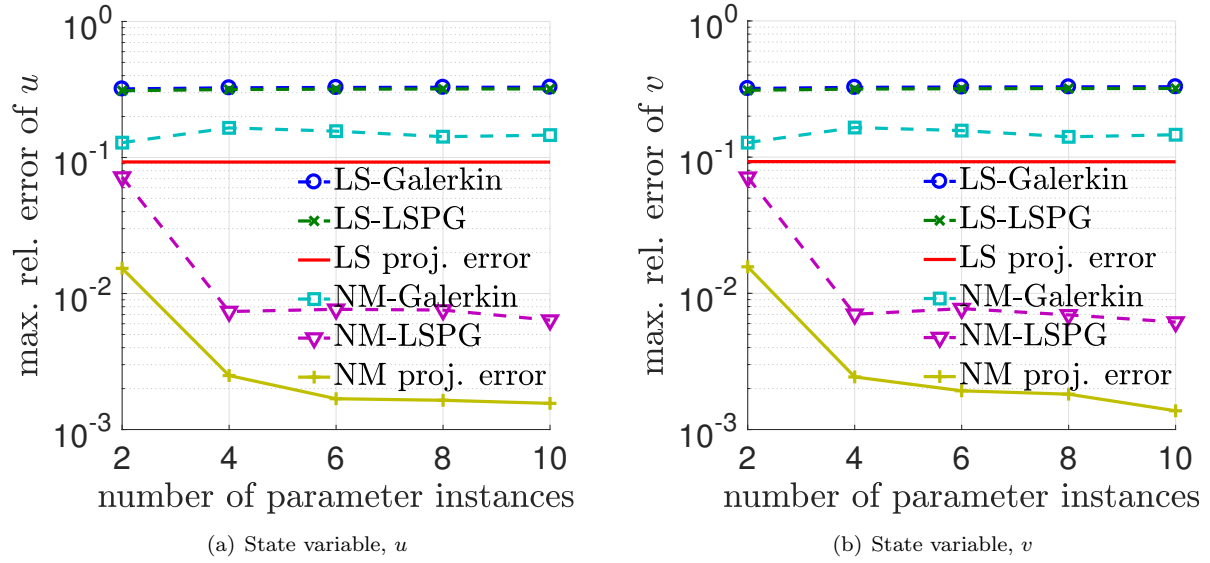 max. rel. error of u
10^0
10^-1
10^-2
10^-3
LS-Galerkin
LS-LSPG
LS proj. error
NM-Galerkin
NM-LSPG
NM proj. error
2 4 6 8 10
number of parameter instances
(a) State variable, u
max. rel. error of v
10^0
10^-1
10^-2
10^-3
LS-Galerkin
LS-LSPG
LS proj. error
NM-Galerkin
NM-LSPG
NM proj. error
2 4 6 8 10
number of parameter instances
(b) State variable, v